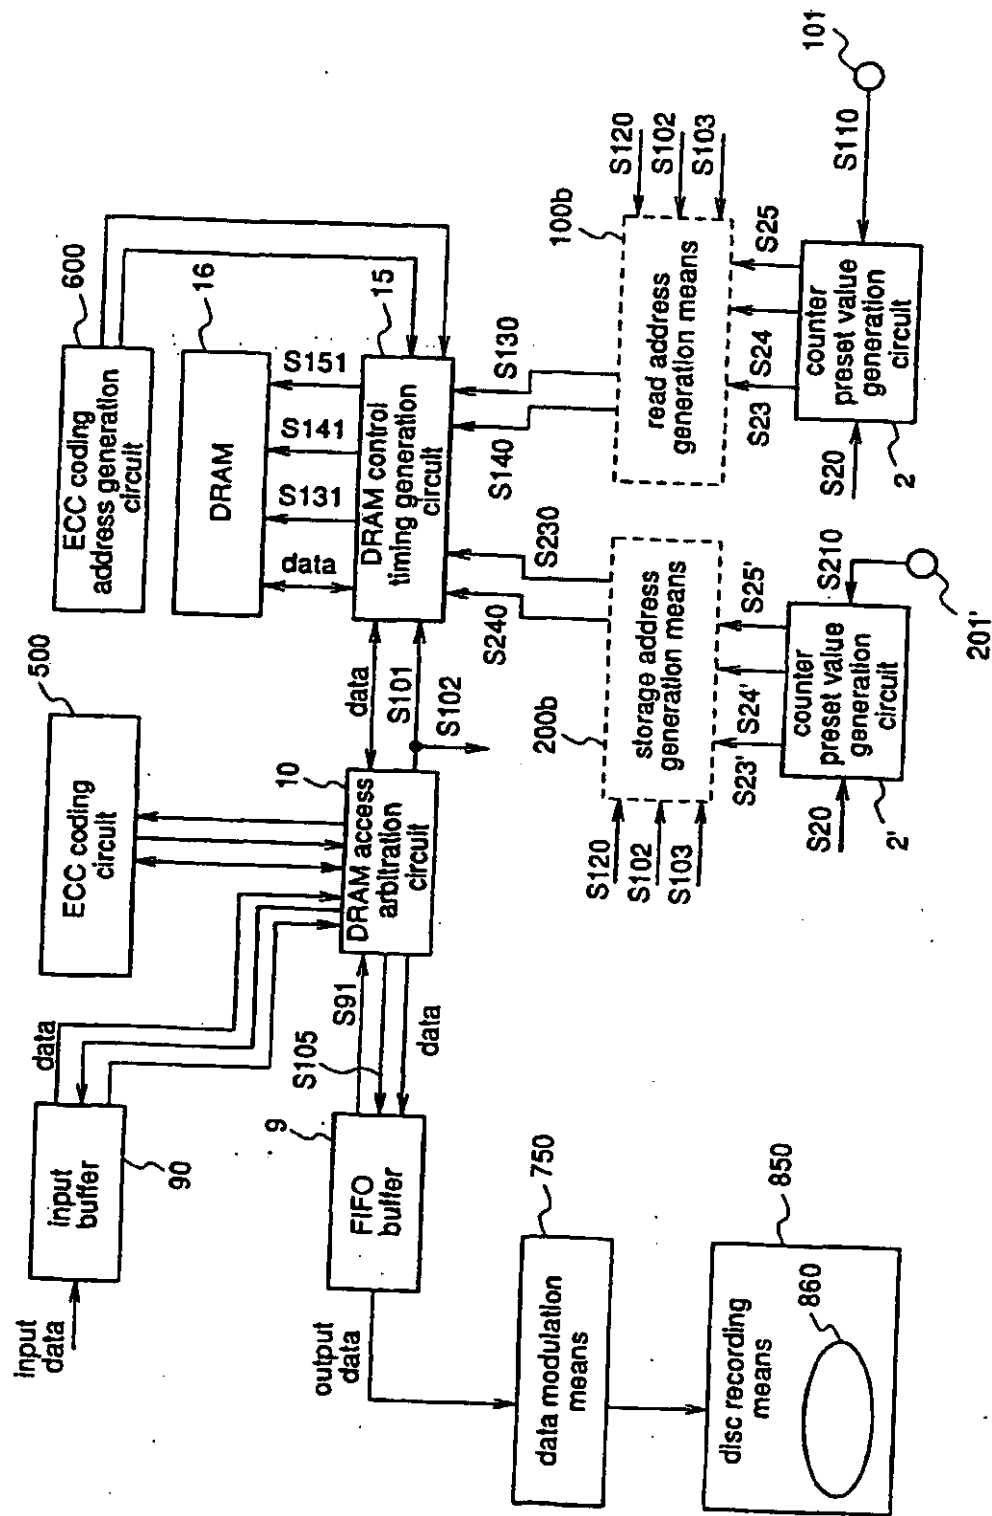 input
data
input
buffer
90
data
ECC coding
circuit
500
ECC coding
address generation
circuit
600
DRAM
16
FIFO
buffer
9
S91
S105
data
DRAM access
arbitration
circuit
10
data
S101
S102
data
S131
S141
S151
DRAM control
timing generation
circuit
15
output
data
S240
S230
S140
S130
data modulation
means
750
200b
storage address
generation means
S120
S102
S103
100b
read address
generation means
S120
S102
S103
disc recording
means
850
860
S23'
S24'
S25'
S20
counter
preset value
generation
circuit
2'
S210
201'
S23
S24
S25
S20
counter
preset value
generation
circuit
2
S110
101